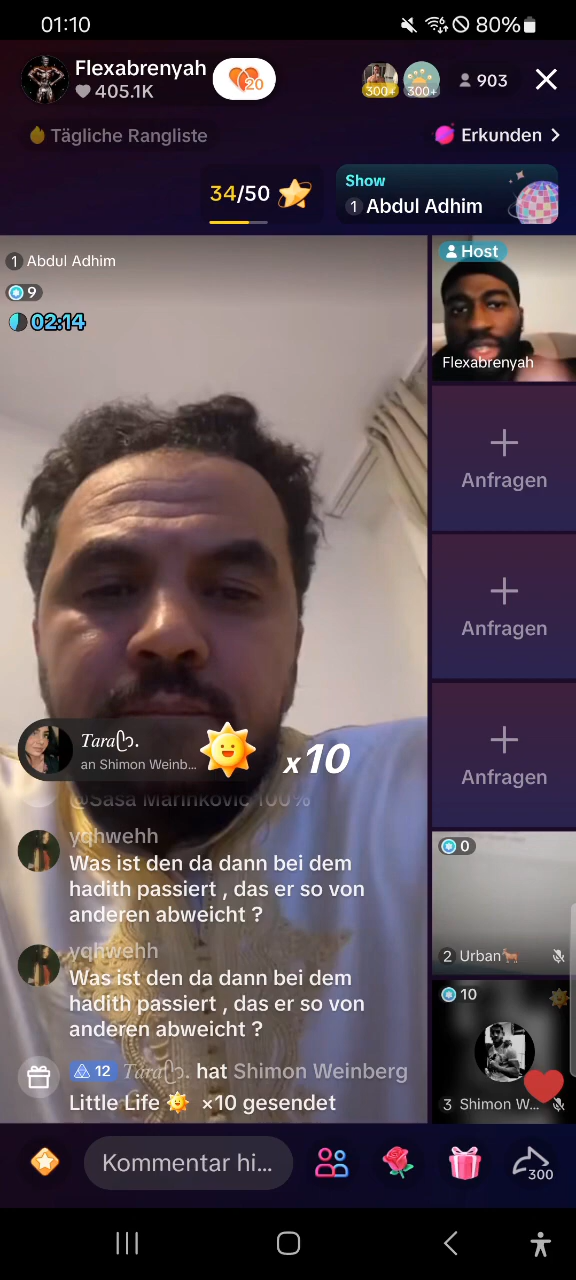 01:10
80%
Flexabrenyah
405.1K
20
300+
300+
903
Tägliche Rangliste
Erkunden
34/50
Show
1 Abdul Adhim
1 Abdul Adhim
9
02:14
Host
Flexabrenyah
Anfragen
Anfragen
Anfragen
Tara
an Shimon Weinb...
x10
@Sasa Marinkovic 100%
yqhwehh
Was ist den da dann bei dem
hadith passiert , das er so von
anderen abweicht ?
yqhwehh
Was ist den da dann bei dem
hadith passiert , das er so von
anderen abweicht ?
12 Tara . hat Shimon Weinberg
Little Life ×10 gesendet
0
2 Urban
10
3 Shimon W...
Kommentar hi...
300